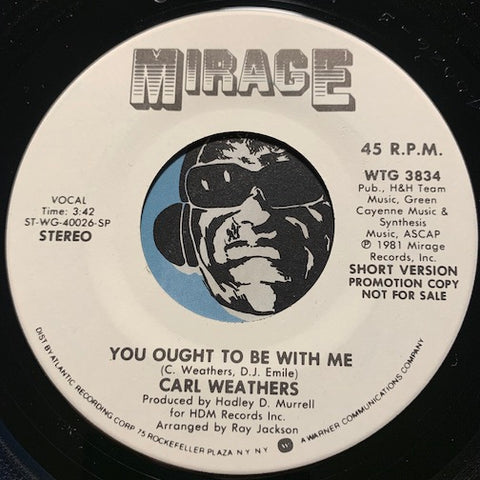 MIRAGE
45 R.P.M.
WTG 3834
Pub., H&H Team
Music, Green
Cayenne Music &
Synthesis
Music, ASCAP
℗ 1981 Mirage
Records, Inc.
SHORT VERSION
PROMOTION COPY
NOT FOR SALE
VOCAL
Time: 3:42
ST-WG-40026-SP
STEREO
YOU OUGHT TO BE WITH ME
(C. Weathers, D.J. Emile)
CARL WEATHERS
Produced by Hadley D. Murrell
for HDM Records Inc.
Arranged by Ray Jackson
DIST BY ATLANTIC RECORDING CORP 75 ROCKEFELLER PLAZA NY NY W A WARNER COMMUNICATIONS COMPANY